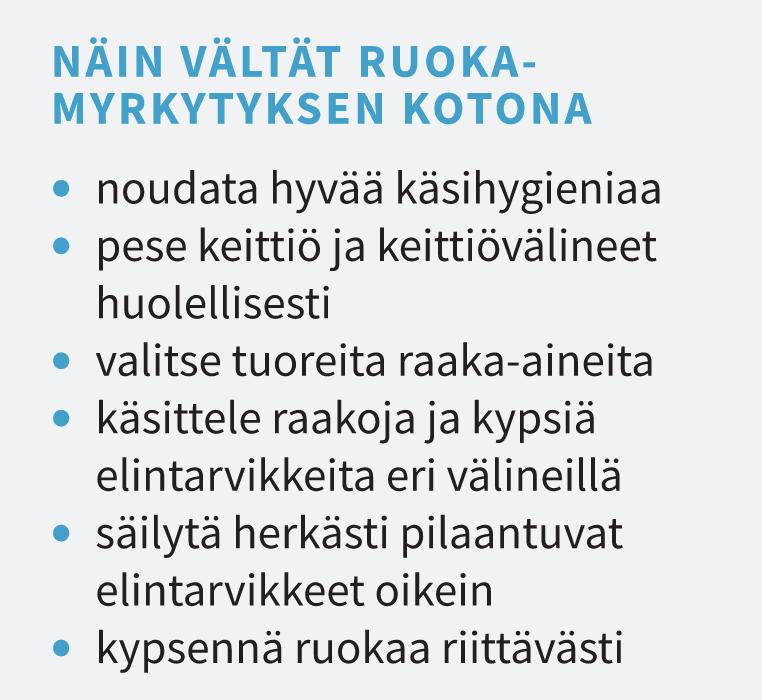 NÄIN VÄLTÄT RUOKA-
MYRKYTYKSEN KOTONA
• noudata hyvää käsihygieniaa
• pese keittiö ja keittiövälineet
huolellisesti
• valitse tuoreita raaka-aineita
• käsittele raakoja ja kypsiä
elintarvikkeita eri välineillä
• säilytä herkästi pilaantuvat
elintarvikkeet oikein
• kypsennä ruokaa riittävästi